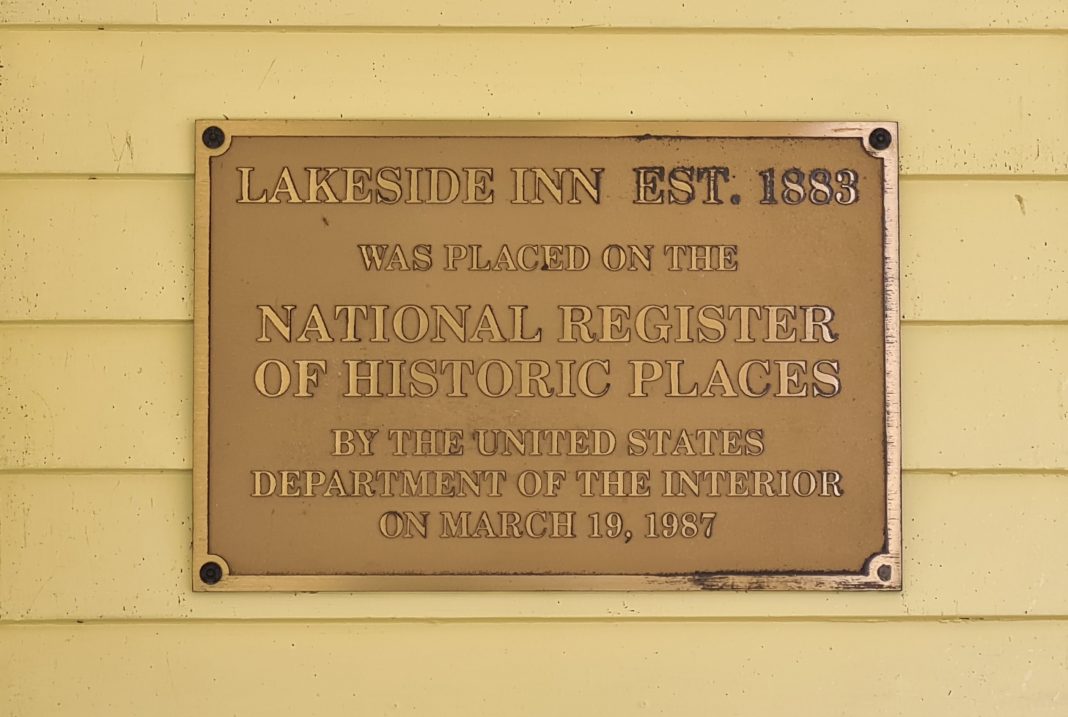 LAKESIDE INN EST. 1883
WAS PLACED ON THE
NATIONAL REGISTER
OF HISTORIC PLACES
BY THE UNITED STATES
DEPARTMENT OF THE INTERIOR
ON MARCH 19, 1987